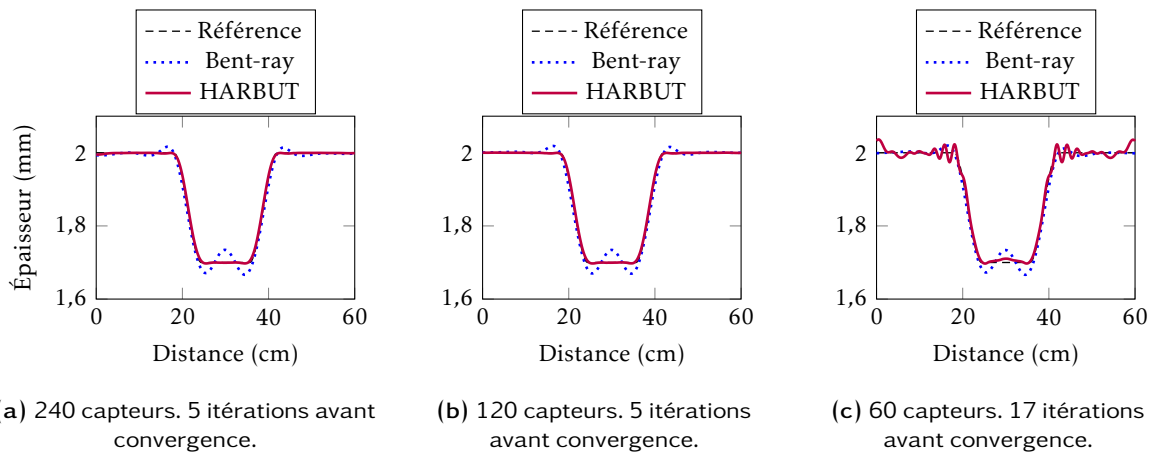 Référence
Bent-ray
HARBUT
Référence
Bent-ray
HARBUT
Référence
Bent-ray
HARBUT
Épaisseur (mm)
2
1,8
1,6
0 20 40 60
Distance (cm)
2
1,8
1,6
0 20 40 60
Distance (cm)
2
1,8
1,6
0 20 40 60
Distance (cm)
a) 240 capteurs. 5 itérations avant
convergence.
(b) 120 capteurs. 5 itérations
avant convergence.
(c) 60 capteurs. 17 itérations
avant convergence.